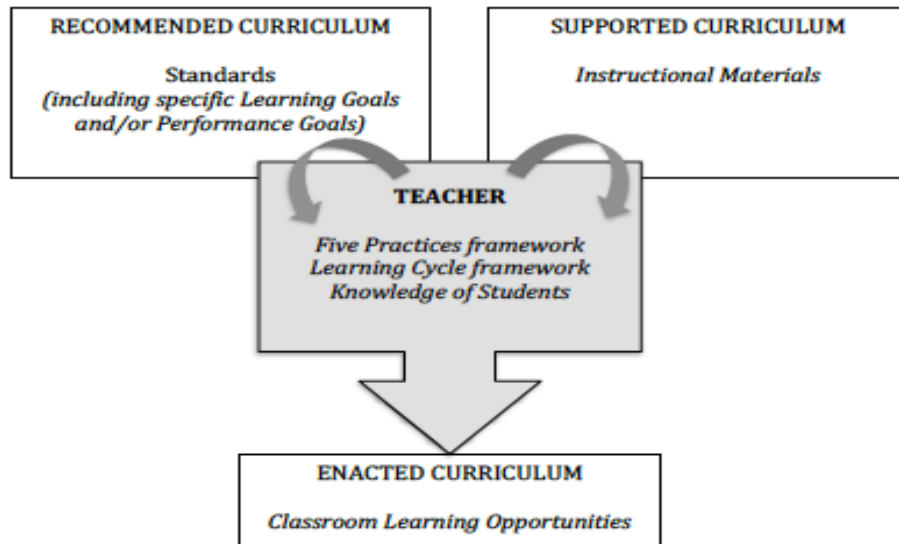 RECOMMENDED CURRICULUM
Standards
(including specific Learning Goals
and/or Performance Goals)
SUPPORTED CURRICULUM
Instructional Materials
TEACHER
Five Practices framework
Learning Cycle framework
Knowledge of Students
ENACTED CURRICULUM
Classroom Learning Opportunities